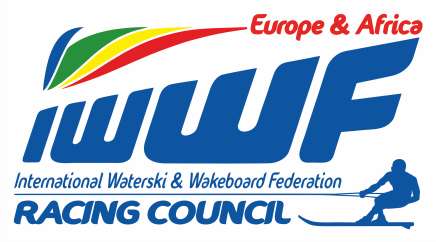 Europe & Africa
IWWF
International Waterski & Wakeboard Federation
RACING COUNCIL